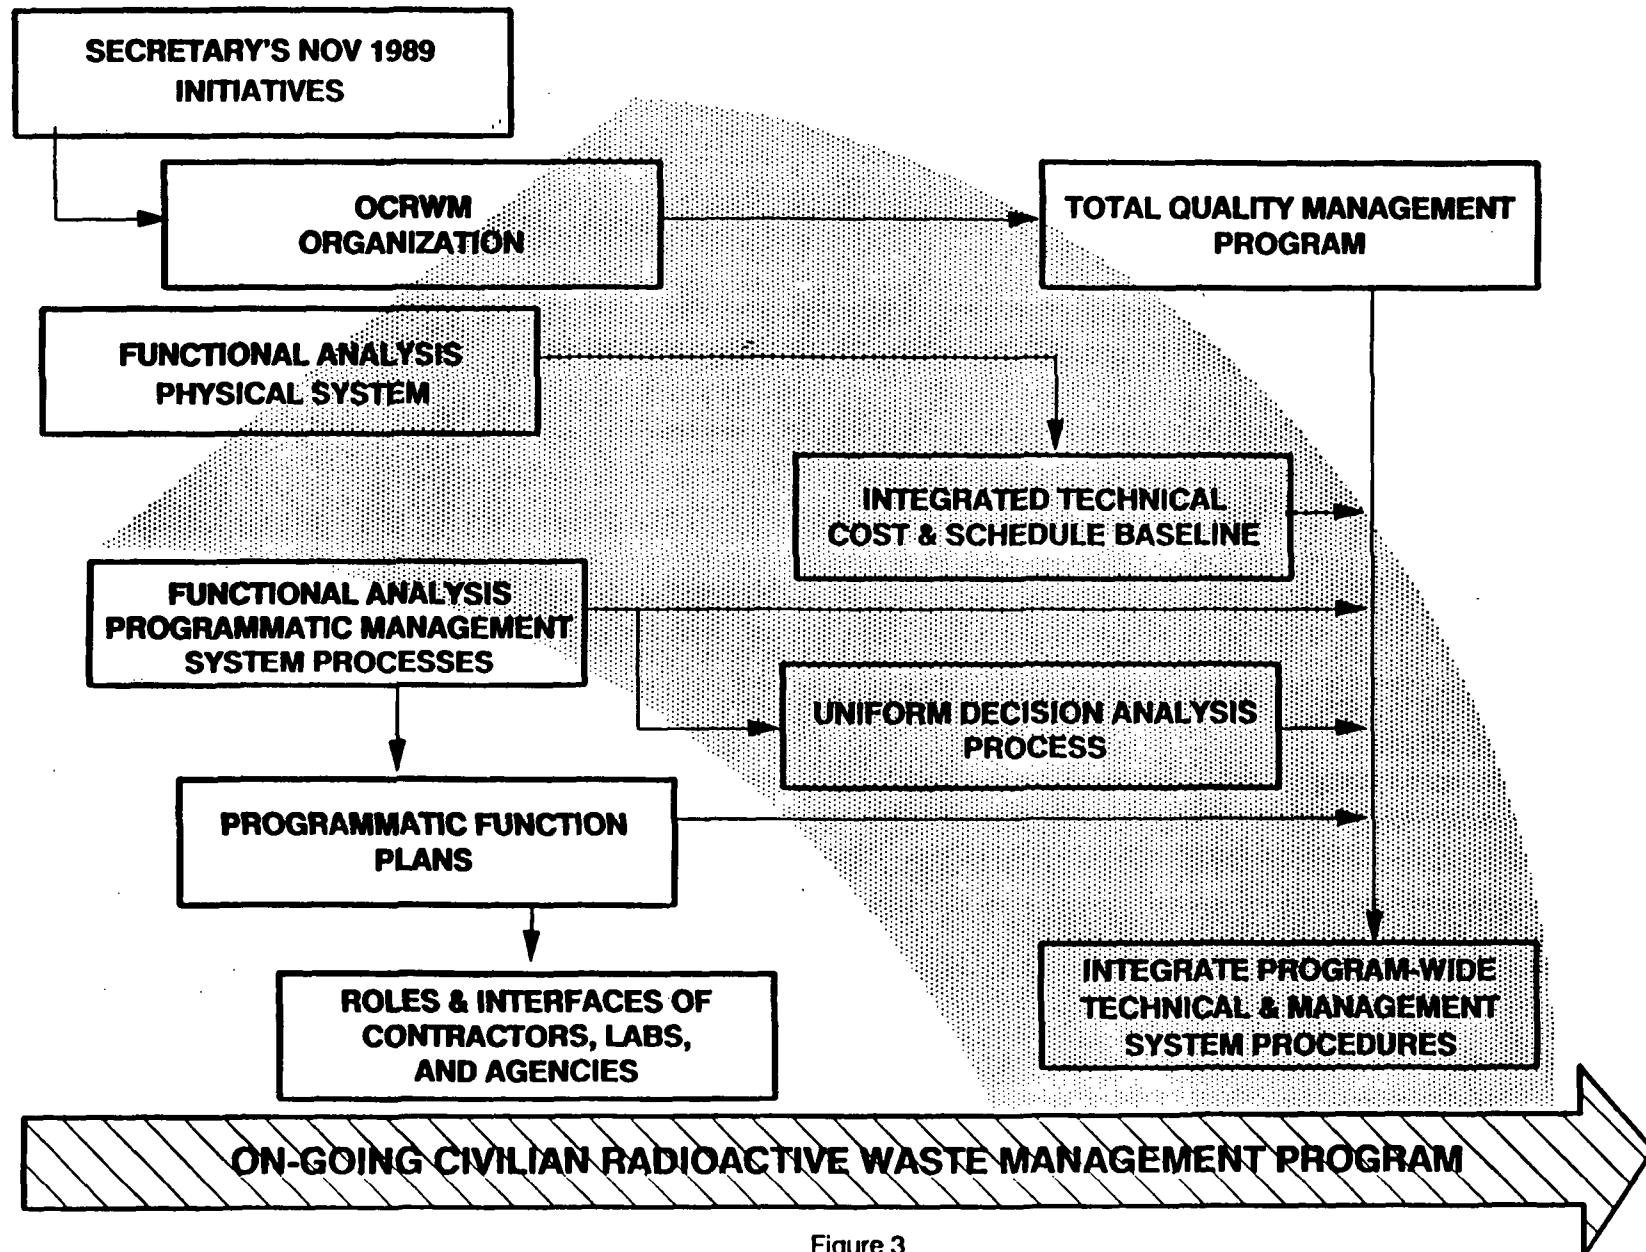 SECRETARY'S NOV 1989
INITIATIVES
OCRWM
ORGANIZATION
TOTAL QUALITY MANAGEMENT
PROGRAM
FUNCTIONAL ANALYSIS
PHYSICAL SYSTEM
INTEGRATED TECHNICAL
COST & SCHEDULE BASELINE
FUNCTIONAL ANALYSIS
PROGRAMMATIC MANAGEMENT
SYSTEM PROCESSES
UNIFORM DECISION ANALYSIS
PROCESS
PROGRAMMATIC FUNCTION
PLANS
INTEGRATE PROGRAM-WIDE
TECHNICAL & MANAGEMENT
SYSTEM PROCEDURES
ROLES & INTERFACES OF
CONTRACTORS, LABS,
AND AGENCIES
ON-GOING CIVILIAN RADIOACTIVE WASTE MANAGEMENT PROGRAM
Figure 3